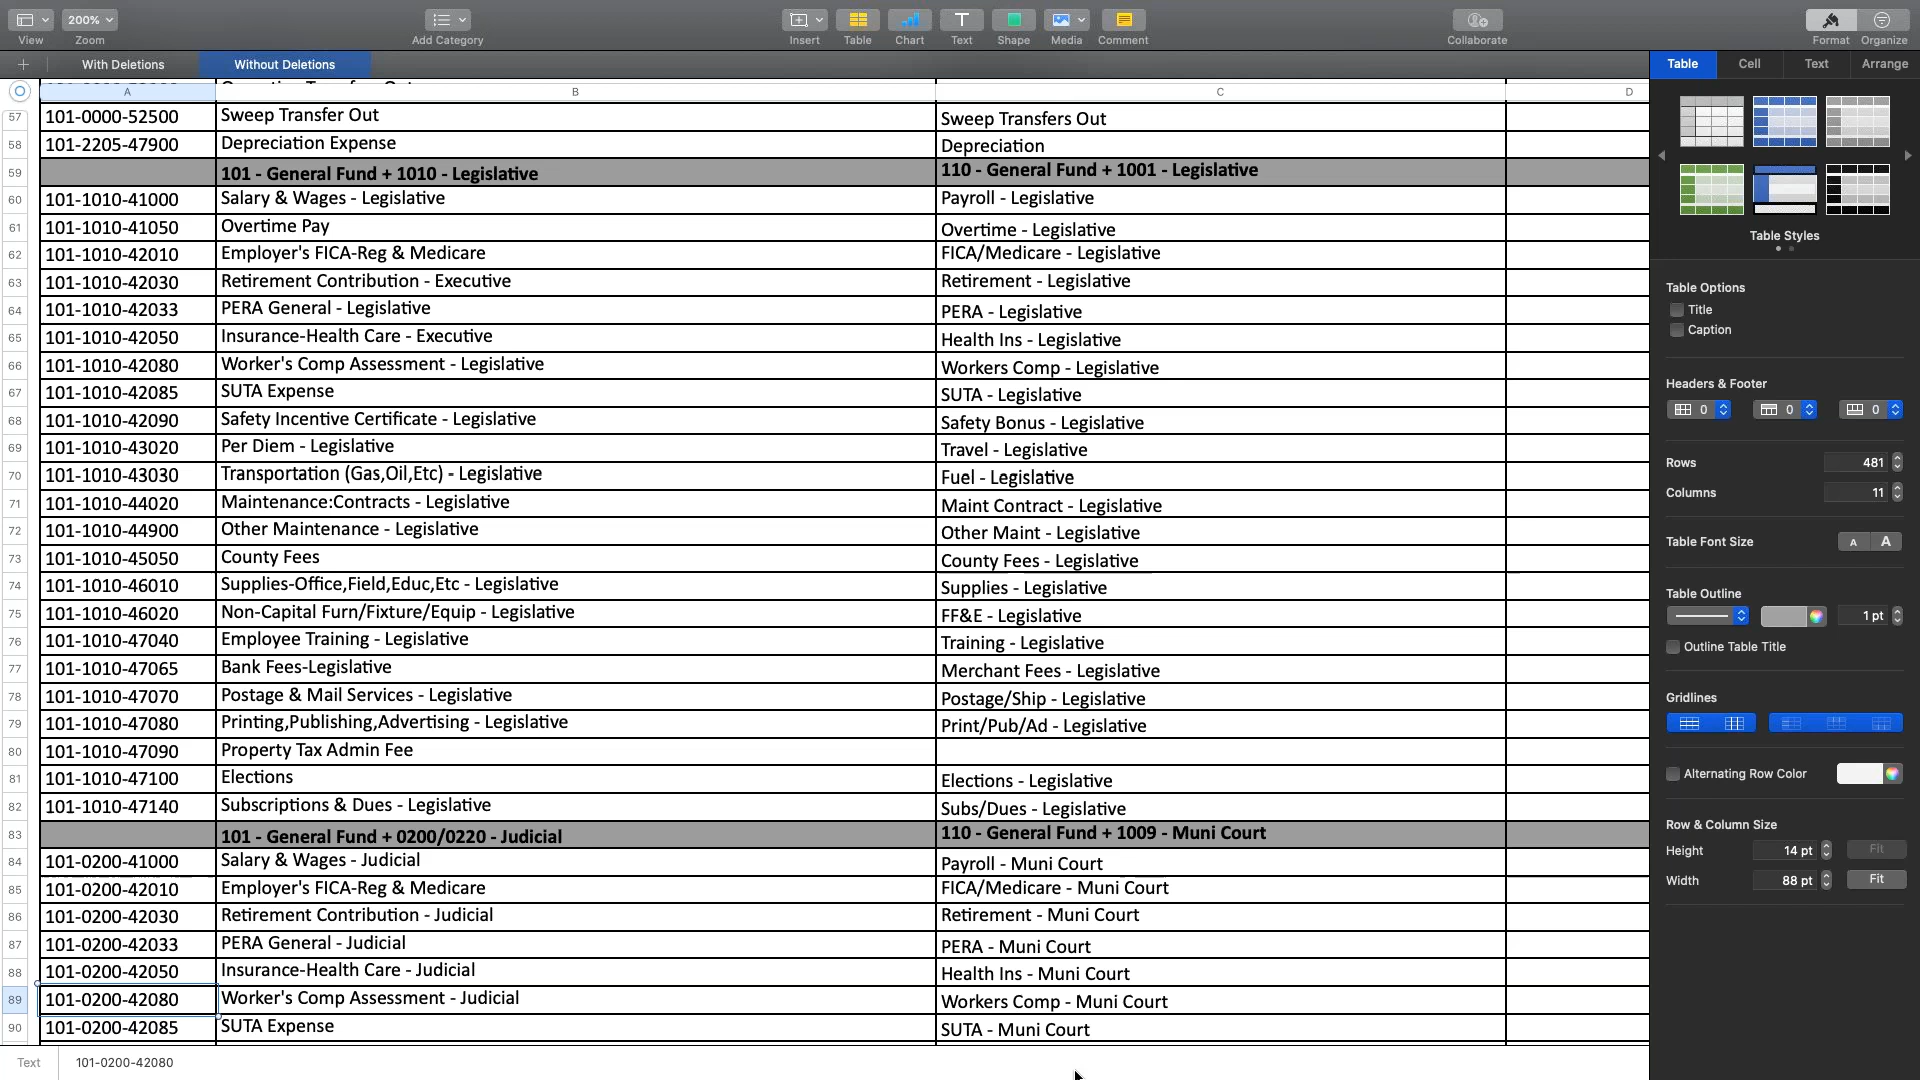 200%
View
Zoom
Add Category
Insert
Table
Chart
Text
Shape
Media
Comment
Collaborate
Format
Organize
With Deletions
Without Deletions
Table
Cell
Text
Arrange
A
B
C
D
57 101-0000-52500 Sweep Transfer Out Sweep Transfers Out
58 101-2205-47900 Depreciation Expense Depreciation
59 101 - General Fund + 1010 - Legislative 110 - General Fund + 1001 - Legislative
60 101-1010-41000 Salary & Wages - Legislative Payroll - Legislative
61 101-1010-41050 Overtime Pay Overtime - Legislative
62 101-1010-42010 Employer's FICA-Reg & Medicare FICA/Medicare - Legislative
63 101-1010-42030 Retirement Contribution - Executive Retirement - Legislative
64 101-1010-42033 PERA General - Legislative PERA - Legislative
65 101-1010-42050 Insurance-Health Care - Executive Health Ins - Legislative
66 101-1010-42080 Worker's Comp Assessment - Legislative Workers Comp - Legislative
67 101-1010-42085 SUTA Expense SUTA - Legislative
68 101-1010-42090 Safety Incentive Certificate - Legislative Safety Bonus - Legislative
69 101-1010-43020 Per Diem - Legislative Travel - Legislative
70 101-1010-43030 Transportation (Gas,Oil,Etc) - Legislative Fuel - Legislative
71 101-1010-44020 Maintenance:Contracts - Legislative Maint Contract - Legislative
72 101-1010-44900 Other Maintenance - Legislative Other Maint - Legislative
73 101-1010-45050 County Fees County Fees - Legislative
74 101-1010-46010 Supplies-Office,Field,Educ,Etc - Legislative Supplies - Legislative
75 101-1010-46020 Non-Capital Furn/Fixture/Equip - Legislative FF&E - Legislative
76 101-1010-47040 Employee Training - Legislative Training - Legislative
77 101-1010-47065 Bank Fees-Legislative Merchant Fees - Legislative
78 101-1010-47070 Postage & Mail Services - Legislative Postage/Ship - Legislative
79 101-1010-47080 Printing,Publishing,Advertising - Legislative Print/Pub/Ad - Legislative
80 101-1010-47090 Property Tax Admin Fee
81 101-1010-47100 Elections Elections - Legislative
82 101-1010-47140 Subscriptions & Dues - Legislative Subs/Dues - Legislative
83 101 - General Fund + 0200/0220 - Judicial 110 - General Fund + 1009 - Muni Court
84 101-0200-41000 Salary & Wages - Judicial Payroll - Muni Court
85 101-0200-42010 Employer's FICA-Reg & Medicare FICA/Medicare - Muni Court
86 101-0200-42030 Retirement Contribution - Judicial Retirement - Muni Court
87 101-0200-42033 PERA General - Judicial PERA - Muni Court
88 101-0200-42050 Insurance-Health Care - Judicial Health Ins - Muni Court
89 101-0200-42080 Worker's Comp Assessment - Judicial Workers Comp - Muni Court
90 101-0200-42085 SUTA Expense SUTA - Muni Court
Text 101-0200-42080
Table Styles
Table Options
Title
Caption
Headers & Footer
0 0 0
Rows 481
Columns 11
Table Font Size A A
Table Outline
1 pt
Outline Table Title
Gridlines
Alternating Row Color
Row & Column Size
Height 14 pt Fit
Width 88 pt Fit